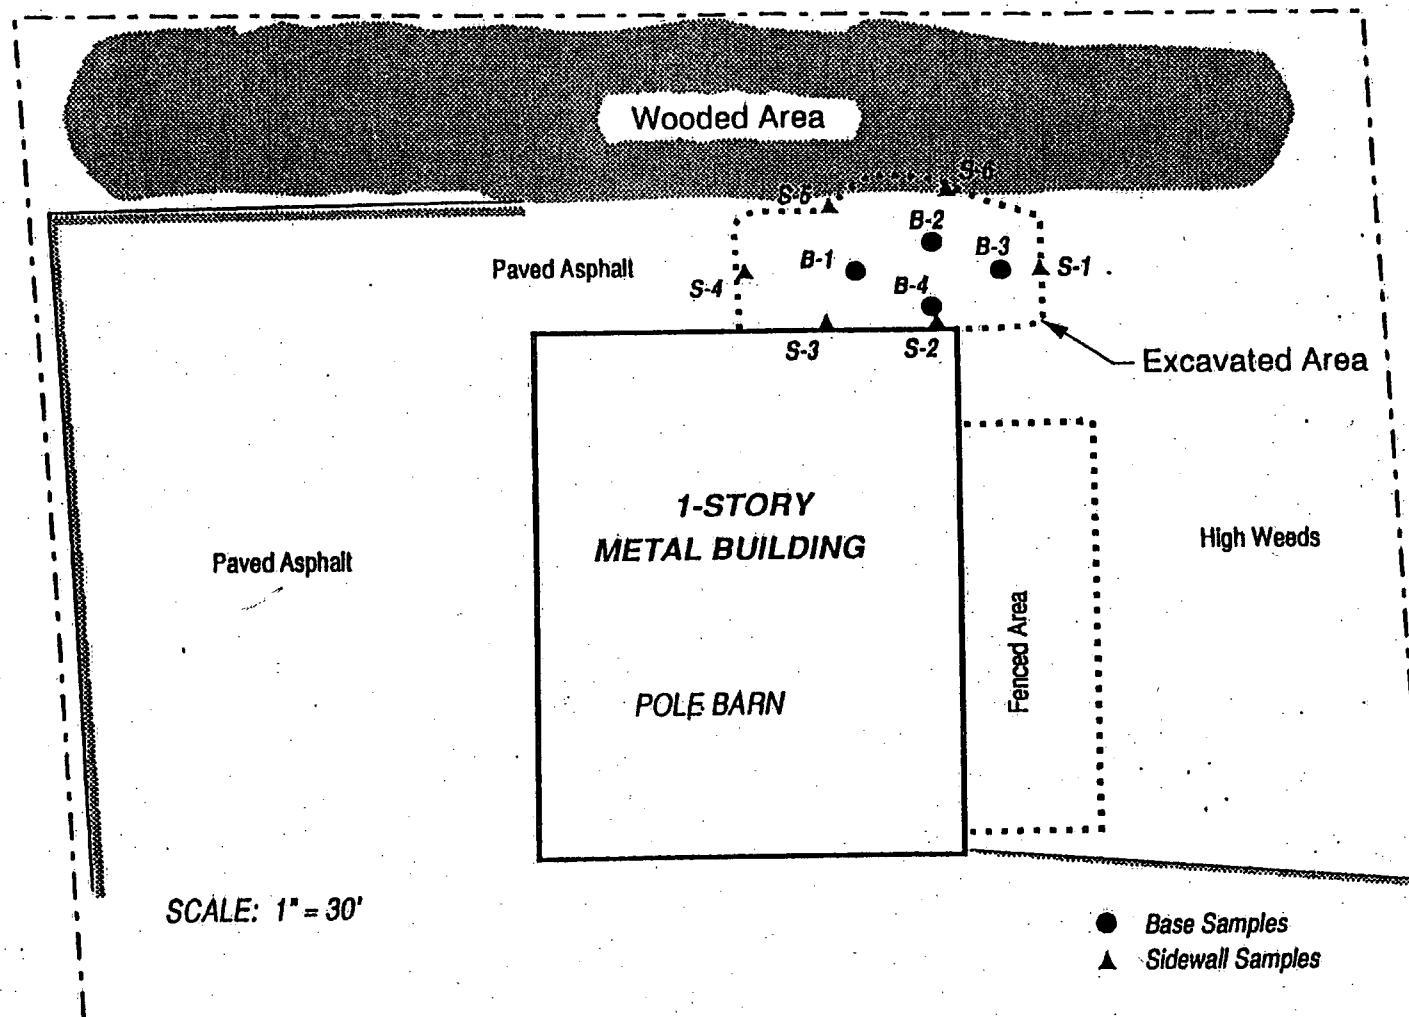 Wooded Area
S-5
S-6
B-2
B-3
B-1
S-1
Paved Asphalt
S-4
B-4
S-3
S-2
Excavated Area
1-STORY
METAL BUILDING
High Weeds
Paved Asphalt
Fenced Area
POLE BARN
SCALE: 1" = 30'
Base Samples
Sidewall Samples